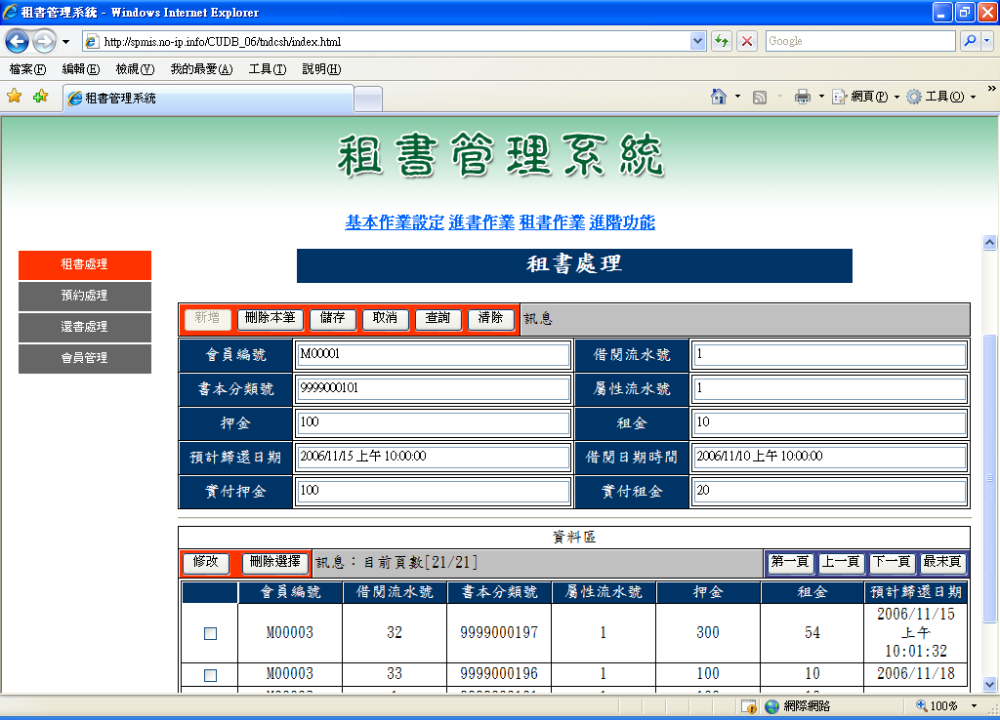 租書管理系統 - Windows Internet Explorer
http://spmis.no-ip.info/CUDB_06/tndcsh/index.html
Google
檔案(F) 編輯(E) 檢視(V) 我的最愛(A) 工具(T) 說明(H)
租書管理系統
網頁(P) 工具(O) »
租書管理系統
基本作業設定 進書作業 租書作業 進階功能
租書處理
預約處理
還書處理
會員管理
租書處理
新增 刪除本筆 儲存 取消 查詢 清除 訊息
會員編號 M00001 借閱流水號 1
書本分類號 9999000101 屬性流水號 1
押金 100 租金 10
預計歸還日期 2006/11/15 上午 10:00:00 借閱日期時間 2006/11/10 上午 10:00:00
實付押金 100 實付租金 20
資料區
修改 刪除選擇 訊息：目前頁數[21/21] 第一頁 上一頁 下一頁 最末頁
會員編號 借閱流水號 書本分類號 屬性流水號 押金 租金 預計歸還日期
M00003 32 9999000197 1 300 54 2006/11/15 上午 10:01:32
M00003 33 9999000196 1 100 10 2006/11/18
網際網路 100%